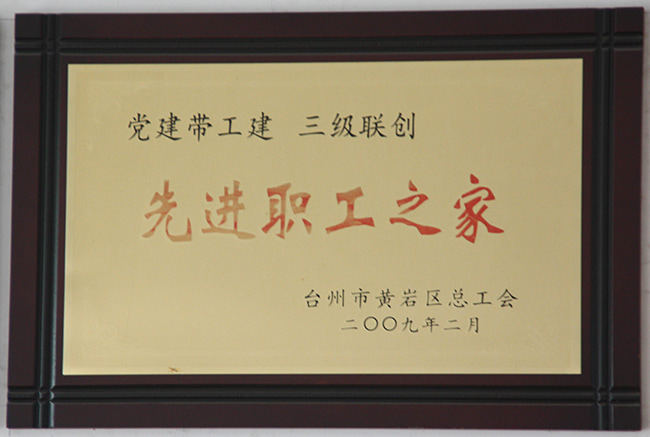 党建带工建 三级联创
先进职工之家
台州市黄岩区总工会
二〇〇九年二月